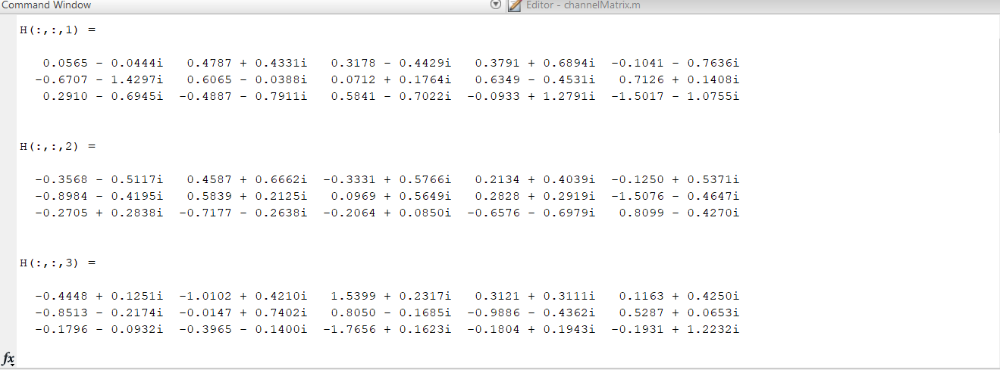 Command Window
Editor - channelMatrix.m
H(:,:,1) =
0.0565 - 0.0444i 0.4787 + 0.4331i 0.3178 - 0.4429i 0.3791 + 0.6894i -0.1041 - 0.7636i
-0.6707 - 1.4297i 0.6065 - 0.0388i 0.0712 + 0.1764i 0.6349 - 0.4531i 0.7126 + 0.1408i
0.2910 - 0.6945i -0.4887 - 0.7911i 0.5841 - 0.7022i -0.0933 + 1.2791i -1.5017 - 1.0755i
H(:,:,2) =
-0.3568 - 0.5117i 0.4587 + 0.6662i -0.3331 + 0.5766i 0.2134 + 0.4039i -0.1250 + 0.5371i
-0.8984 - 0.4195i 0.5839 + 0.2125i 0.0969 + 0.5649i 0.2828 + 0.2919i -1.5076 - 0.4647i
-0.2705 + 0.2838i -0.7177 - 0.2638i -0.2064 + 0.0850i -0.6576 - 0.6979i 0.8099 - 0.4270i
H(:,:,3) =
-0.4448 + 0.1251i -1.0102 + 0.4210i 1.5399 + 0.2317i 0.3121 + 0.3111i 0.1163 + 0.4250i
-0.8513 - 0.2174i -0.0147 + 0.7402i 0.8050 - 0.1685i -0.9886 - 0.4362i 0.5287 + 0.0653i
-0.1796 - 0.0932i -0.3965 - 0.1400i -1.7656 + 0.1623i -0.1804 + 0.1943i -0.1931 + 1.2232i
fx